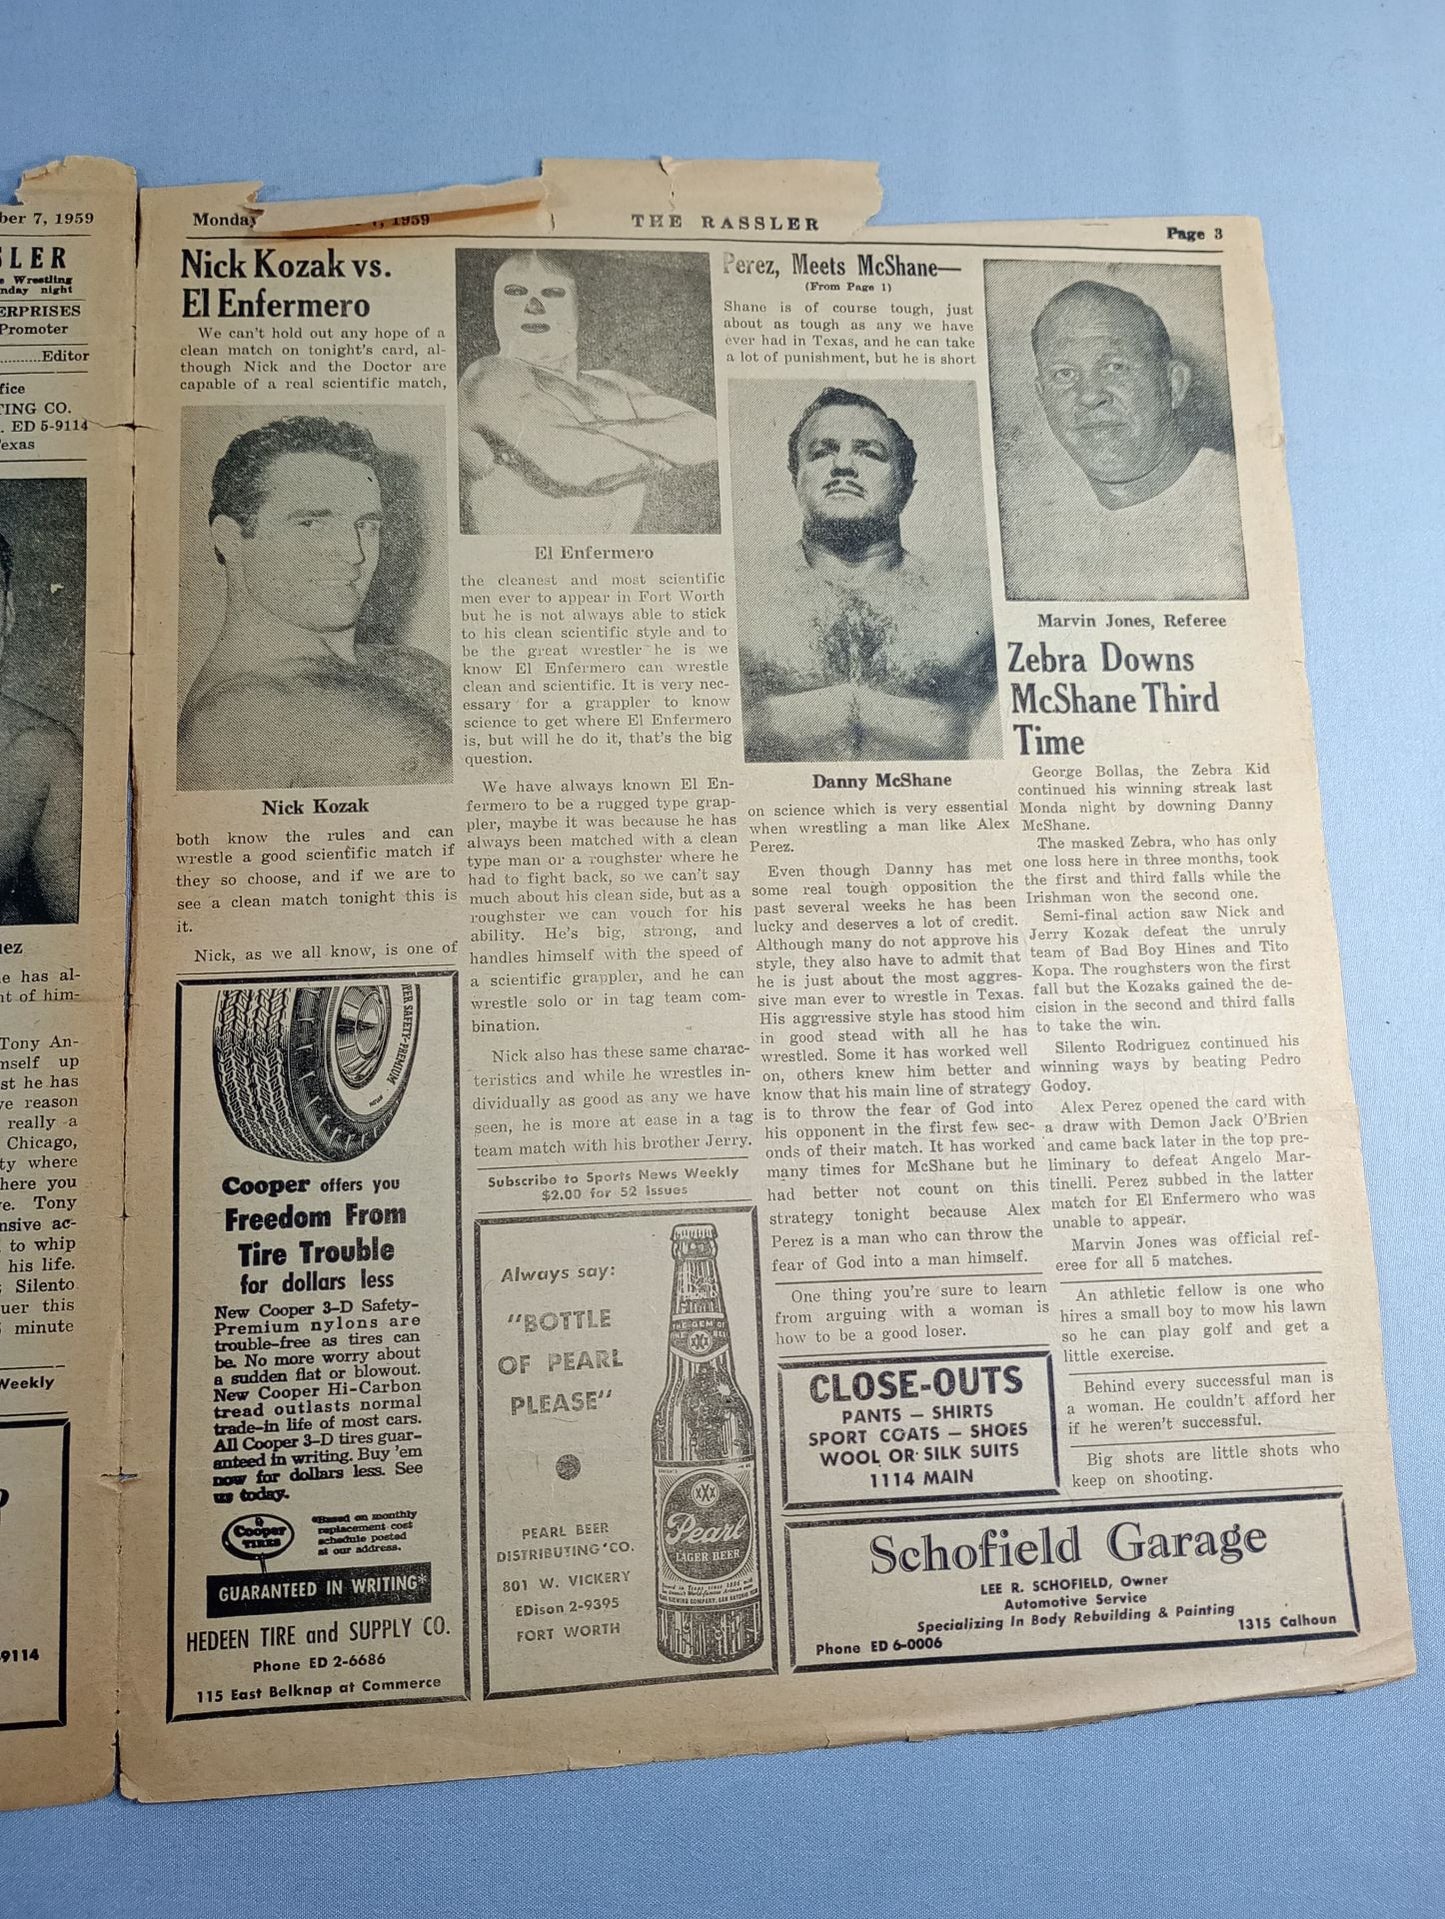 ber 7, 1959
SLER
s Wrestling
nday night
ERPRISES
Promoter
Editor
fice
TING CO.
. ED 5-9114
Texas
uez
e has al-
nt of him-
Tony An-
mself up
st he has
ve reason
really a
Chicago,
ty where
here you
e. Tony
nsive ac-
to whip
his life.
Silento
uer this
minute
Weekly
9114
Monday
1959
THE RASSLER
Page 3
Nick Kozak vs.
El Enfermero
We can't hold out any hope of a
clean match on tonight's card, al-
though Nick and the Doctor are
capable of a real scientific match,
Nick Kozak
both know the rules and can
wrestle a good scientific match if
they so choose, and if we are to
see a clean match tonight this is
it.
Nick, as we all know, is one of
ER SAFETY-PREMIUM
NYLON
Cooper offers you
Freedom From
Tire Trouble
for dollars less
New Cooper 3-D Safety-
Premium nylons are
trouble-free as tires can
be. No more worry about
a sudden flat or blowout.
New Cooper Hi-Carbon
tread outlasts normal
trade-in life of most cars.
All Cooper 3-D tires guar-
anteed in writing. Buy 'em
now for dollars less. See
us today.
Cooper
TIRES
*Based on monthly
replacement cost
schedule posted
at our address.
GUARANTEED IN WRITING*
HEDEEN TIRE and SUPPLY CO.
Phone ED 2-6686
115 East Belknap at Commerce
El Enfermero
the cleanest and most scientific
men ever to appear in Fort Worth
but he is not always able to stick
to his clean scientific style and to
be the great wrestler he is we
know El Enfermero can wrestle
clean and scientific. It is very nec-
essary for a grappler to know
science to get where El Enfermero
is, but will he do it, that's the big
question.
We have always known El En-
fermero to be a rugged type grap-
pler, maybe it was because he has
always been matched with a clean
type man or a roughster where he
had to fight back, so we can't say
much about his clean side, but as a
roughster we can vouch for his
ability. He's big, strong, and
handles himself with the speed of
a scientific grappler, and he can
wrestle solo or in tag team com-
bination.
Nick also has these same charac-
teristics and while he wrestles in-
dividually as good as any we have
seen, he is more at ease in a tag
team match with his brother Jerry.
Subscribe to Sports News Weekly
$2.00 for 52 issues
Always say:
"BOTTLE
OF PEARL
PLEASE"
PEARL BEER
DISTRIBUTING CO.
801 W. VICKERY
EDison 2-9395
FORT WORTH
THE GEM OF
XXX
XXX
Pearl
LAGER BEER
Perez, Meets McShane—
(From Page 1)
Shane is of course tough, just
about as tough as any we have
ever had in Texas, and he can take
a lot of punishment, but he is short
Danny McShane
on science which is very essential
when wrestling a man like Alex
Perez.
Even though Danny has met
some real tough opposition the
past several weeks he has been
lucky and deserves a lot of credit.
Although many do not approve his
style, they also have to admit that
he is just about the most aggres-
sive man ever to wrestle in Texas.
His aggressive style has stood him
in good stead with all he has
wrestled. Some it has worked well
on, others knew him better and
know that his main line of strategy
is to throw the fear of God into
his opponent in the first few sec-
onds of their match. It has worked
many times for McShane but he
had better not count on this
strategy tonight because Alex
Perez is a man who can throw the
fear of God into a man himself.
One thing you're sure to learn
from arguing with a woman is
how to be a good loser.
CLOSE-OUTS
PANTS — SHIRTS
SPORT COATS — SHOES
WOOL OR SILK SUITS
1114 MAIN
Marvin Jones, Referee
Zebra Downs
McShane Third
Time
George Bollas, the Zebra Kid
continued his winning streak last
Monda night by downing Danny
McShane.
The masked Zebra, who has only
one loss here in three months, took
the first and third falls while the
Irishman won the second one.
Semi-final action saw Nick and
Jerry Kozak defeat the unruly
team of Bad Boy Hines and Tito
Kopa. The roughsters won the first
fall but the Kozaks gained the de-
cision in the second and third falls
to take the win.
Silento Rodriguez continued his
winning ways by beating Pedro
Godoy.
Alex Perez opened the card with
a draw with Demon Jack O'Brien
and came back later in the top pre-
liminary to defeat Angelo Mar-
tinelli. Perez subbed in the latter
match for El Enfermero who was
unable to appear.
Marvin Jones was official ref-
eree for all 5 matches.
An athletic fellow is one who
hires a small boy to mow his lawn
so he can play golf and get a
little exercise.
Behind every successful man is
a woman. He couldn't afford her
if he weren't successful.
Big shots are little shots who
keep on shooting.
Schofield Garage
LEE R. SCHOFIELD, Owner
Automotive Service
Specializing In Body Rebuilding & Painting
Phone ED 6-0006
1315 Calhoun